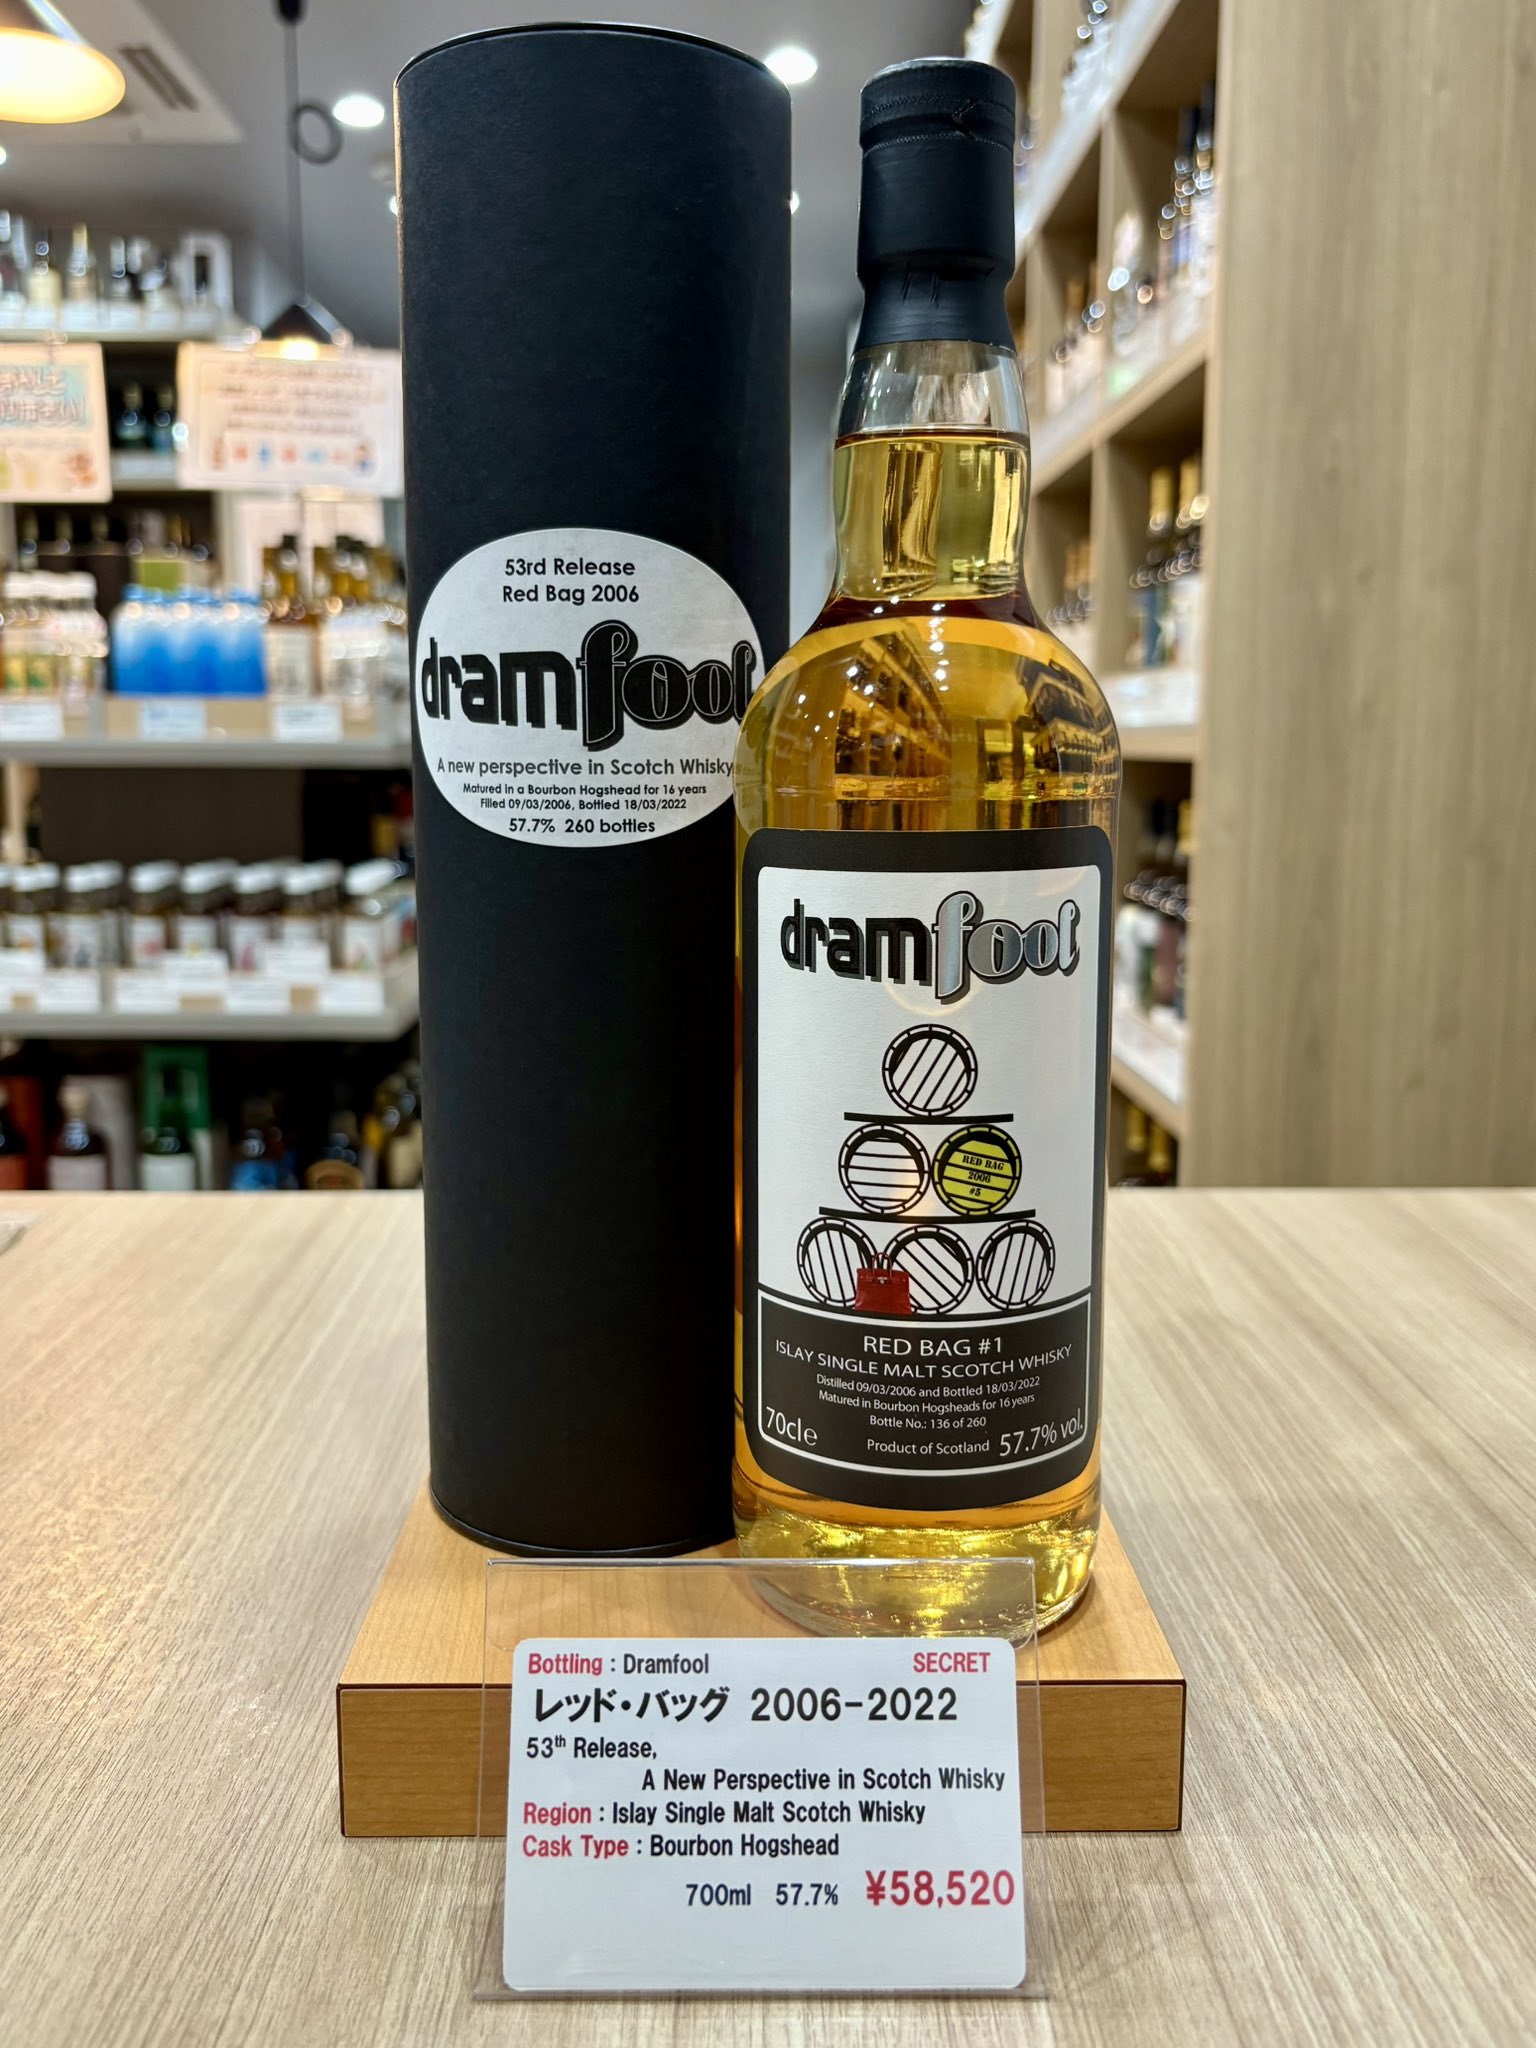 53rd Release
Red Bag 2006
dramfool
A new perspective in Scotch Whisky
Matured in a Bourbon Hogshead for 16 years
Filled 09/03/2006, Bottled 18/03/2022
57.7% 260 bottles
dramfool
RED BAG
2006
#5
RED BAG #1
ISLAY SINGLE MALT SCOTCH WHISKY
Distilled 09/03/2006 and Bottled 18/03/2022
Matured in Bourbon Hogsheads for 16 years
Bottle No.: 136 of 260
70cl e
Product of Scotland 57.7% vol.
Bottling : Dramfool SECRET
レッド・バッグ 2006-2022
53th Release,
A New Perspective in Scotch Whisky
Region : Islay Single Malt Scotch Whisky
Cask Type : Bourbon Hogshead
700ml 57.7% ¥58,520